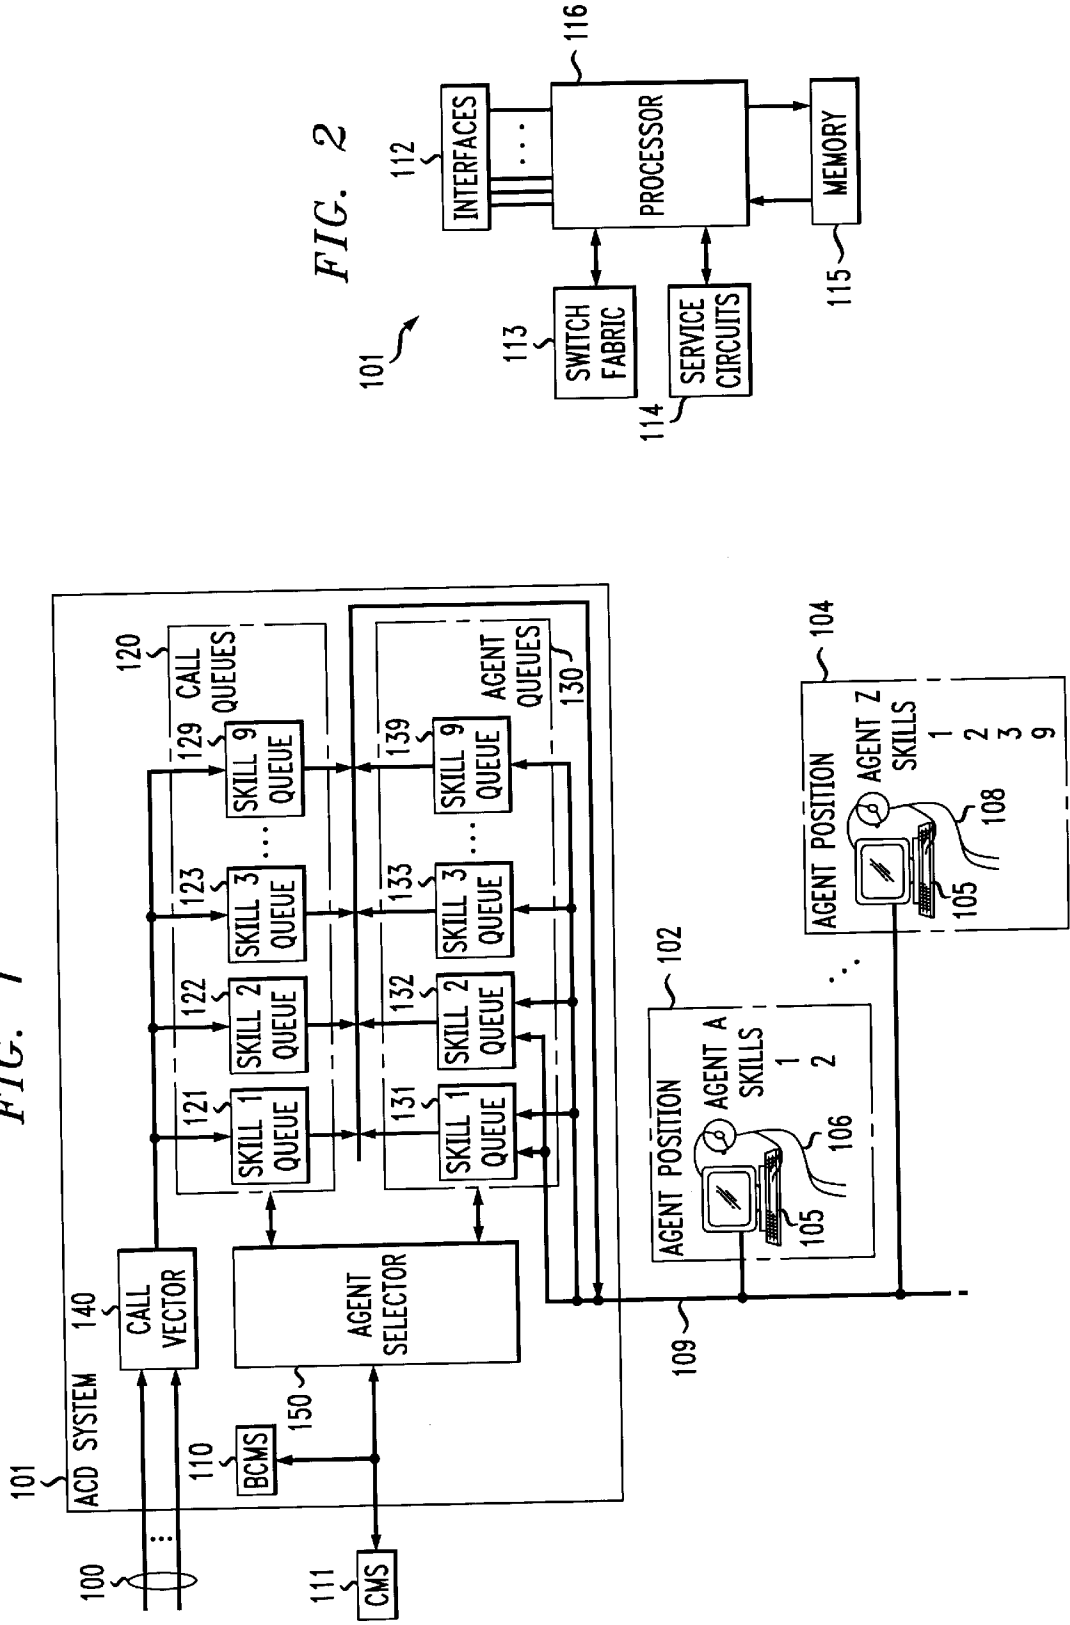 FIG. 1
101
ACD SYSTEM
100
140
CALL
VECTOR
120
CALL
QUEUES
121
SKILL 1
QUEUE
122
SKILL 2
QUEUE
123
SKILL 3
QUEUE
...
129
SKILL 9
QUEUE
110
BCMS
111
CMS
150
AGENT
SELECTOR
131
SKILL 1
QUEUE
132
SKILL 2
QUEUE
133
SKILL 3
QUEUE
...
139
SKILL 9
QUEUE
AGENT
QUEUES
130
109
102
AGENT POSITION
AGENT A
SKILLS
1
2
105
106
...
104
AGENT POSITION
AGENT Z
SKILLS
1
2
3
9
105
108
FIG. 2
101
112
INTERFACES
...
113
SWITCH
FABRIC
116
PROCESSOR
114
SERVICE
CIRCUITS
115
MEMORY